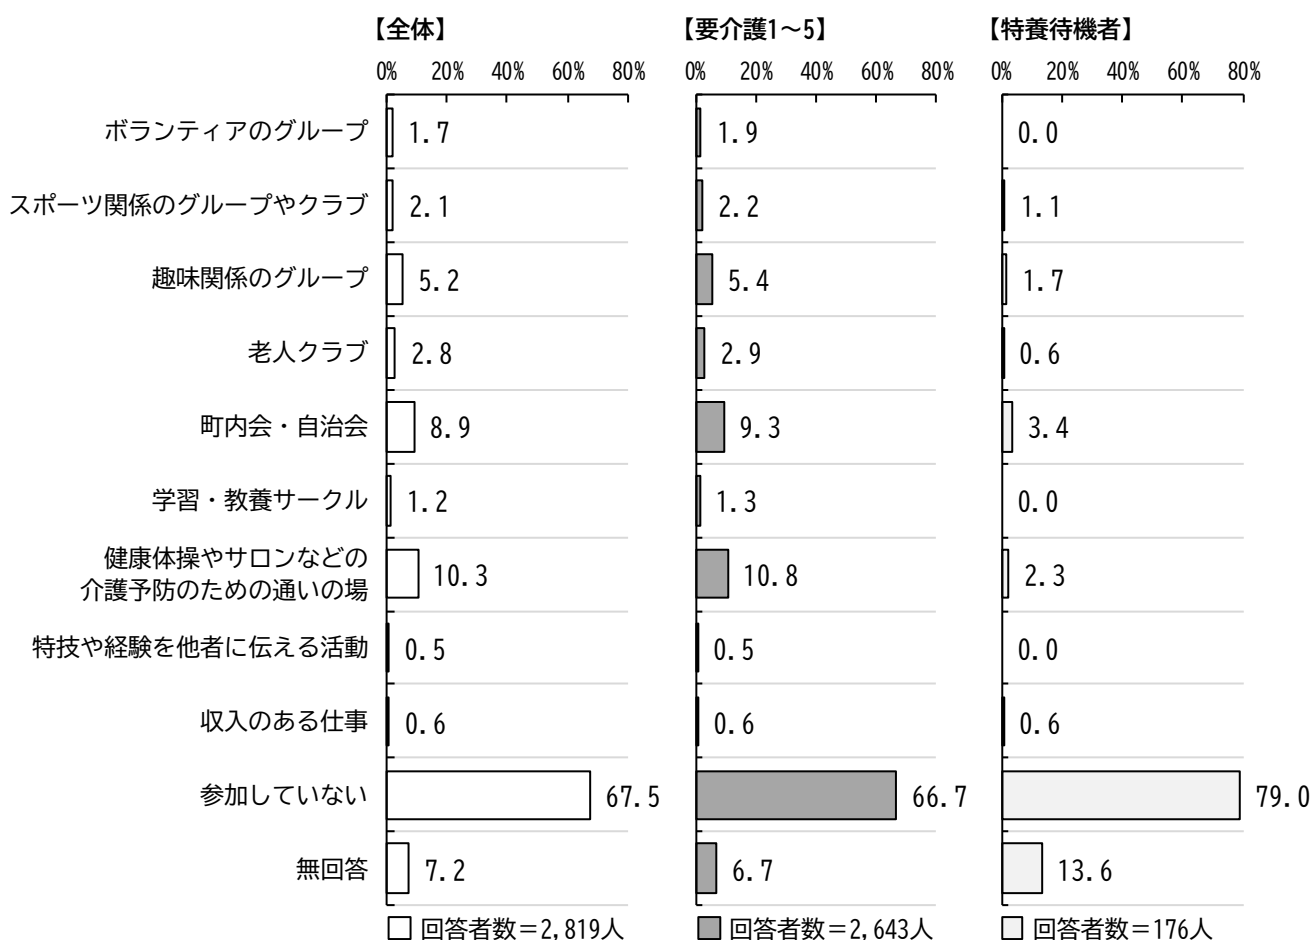 【全体】 【要介護1～5】 【特養待機者】
0% 20% 40% 60% 80% 0% 20% 40% 60% 80% 0% 20% 40% 60% 80%
ボランティアのグループ 1.7 1.9 0.0
スポーツ関係のグループやクラブ 2.1 2.2 1.1
趣味関係のグループ 5.2 5.4 1.7
老人クラブ 2.8 2.9 0.6
町内会・自治会 8.9 9.3 3.4
学習・教養サークル 1.2 1.3 0.0
健康体操やサロンなどの
介護予防のための通いの場 10.3 10.8 2.3
特技や経験を他者に伝える活動 0.5 0.5 0.0
収入のある仕事 0.6 0.6 0.6
参加していない 67.5 66.7 79.0
無回答 7.2 6.7 13.6
回答者数＝2,819人 回答者数＝2,643人 回答者数＝176人